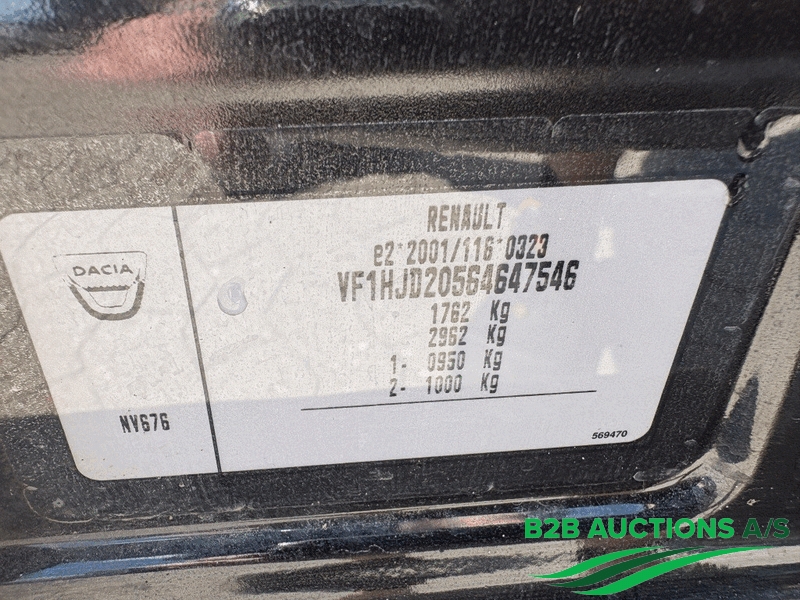 DACIA
NV676
RENAULT
e2*2001/116*0323
VF1HJD20564647546
1762 Kg
2962 Kg
1- 0950 Kg
2- 1000 Kg
569470
B2B AUCTIONS A/S